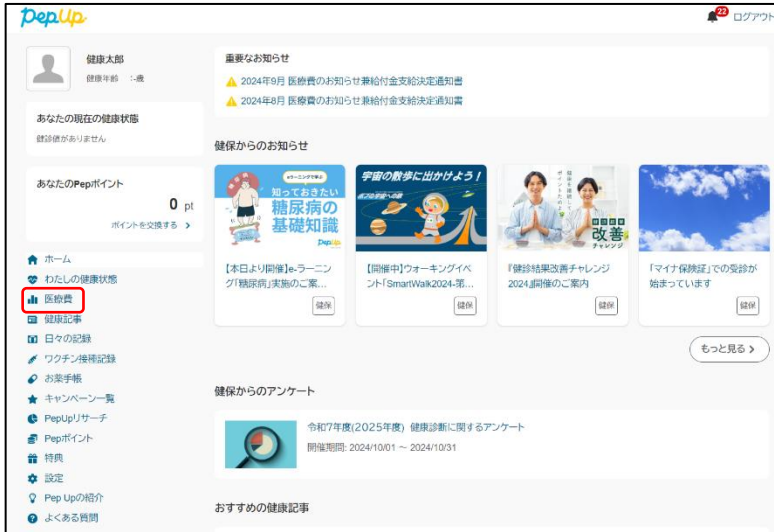 PepUp
22
ログアウト
健康太郎
健康年齢 :-歳
あなたの現在の健康状態
健診値がありません
あなたのPepポイント
0 pt
ポイントを交換する >
ホーム
わたしの健康状態
医療費
健康記事
日々の記録
ワクチン接種記録
お薬手帳
キャンペーン一覧
PepUpリサーチ
Pepポイント
特典
設定
Pep Upの紹介
よくある質問
重要なお知らせ
2024年9月 医療費のお知らせ兼給付金支給決定通知書
2024年8月 医療費のお知らせ兼給付金支給決定通知書
健保からのお知らせ
eラーニングで学ぶ
知っておきたい
糖尿病の
基礎知識
PepUp
【本日より開催】e-ラーニン
グ「糖尿病」実施のご案...
健保
宇宙の散歩に出かけよう！
【開催中】ウォーキングイベ
ント「SmartWalk2024-第...
健保
健診結果
改善
チャレンジ
『健診結果改善チャレンジ
2024』開催のご案内
健保
「マイナ保険証」での受診が
始まっています
健保
もっと見る >
健保からのアンケート
令和7年度(2025年度) 健康診断に関するアンケート
開催期間: 2024/10/01 ～ 2024/10/31
おすすめの健康記事